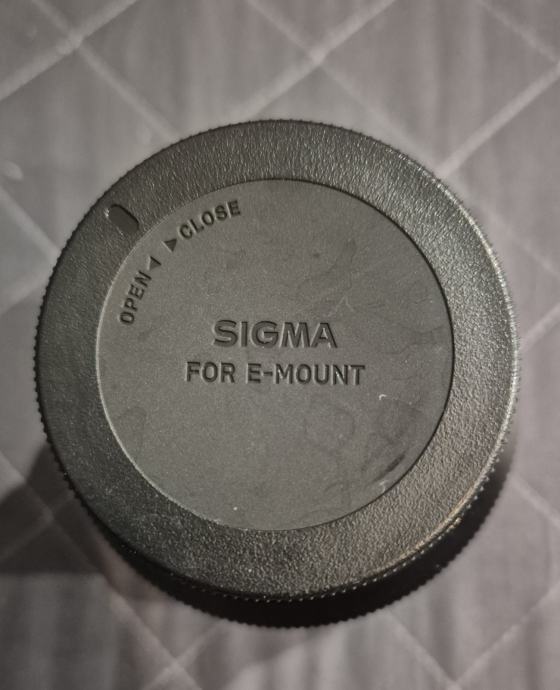 OPEN ◄ ►CLOSE
SIGMA
FOR E-MOUNT